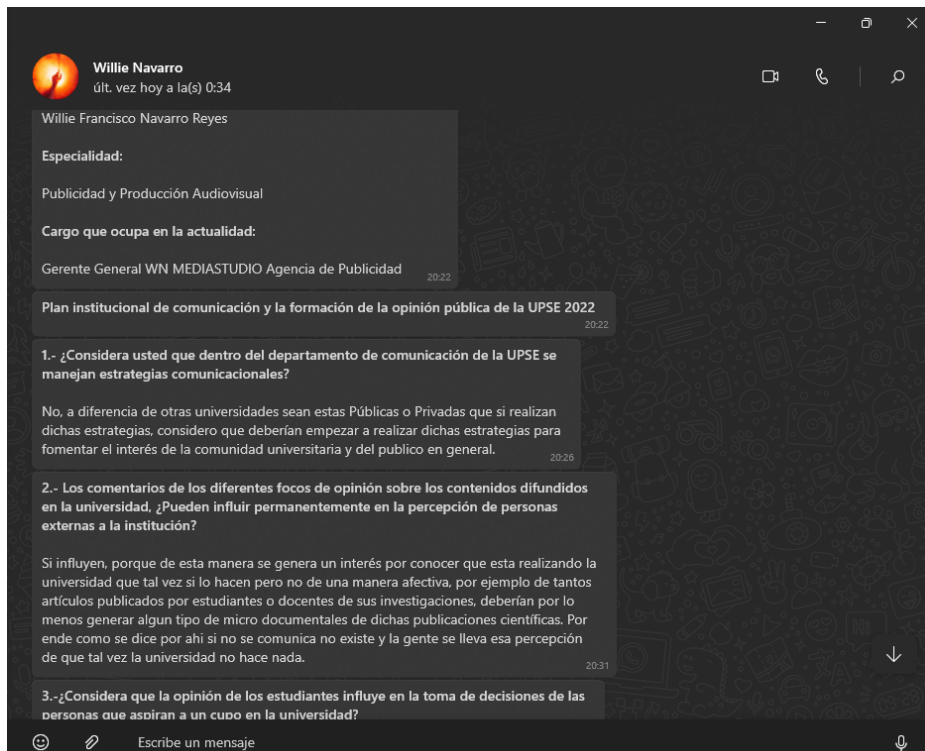 Willie Navarro
últ. vez hoy a la(s) 0:34
Willie Francisco Navarro Reyes
Especialidad:
Publicidad y Producción Audiovisual
Cargo que ocupa en la actualidad:
Gerente General WN MEDIASTUDIO Agencia de Publicidad
20:22
Plan institucional de comunicación y la formación de la opinión pública de la UPSE 2022
20:22
1.- ¿Considera usted que dentro del departamento de comunicación de la UPSE se
manejan estrategias comunicacionales?
No, a diferencia de otras universidades sean estas Públicas o Privadas que si realizan
dichas estrategias, considero que deberían empezar a realizar dichas estrategias para
fomentar el interés de la comunidad universitaria y del publico en general.
20:26
2.- Los comentarios de los diferentes focos de opinión sobre los contenidos difundidos
en la universidad, ¿Pueden influir permanentemente en la percepción de personas
externas a la institución?
Si influyen, porque de esta manera se genera un interés por conocer que esta realizando la
universidad que tal vez si lo hacen pero no de una manera afectiva, por ejemplo de tantos
artículos publicados por estudiantes o docentes de sus investigaciones, deberían por lo
menos generar algun tipo de micro documentales de dichas publicaciones científicas. Por
ende como se dice por ahi si no se comunica no existe y la gente se lleva esa percepción
de que tal vez la universidad no hace nada.
20:31
3.-¿Considera que la opinión de los estudiantes influye en la toma de decisiones de las
personas que aspiran a un cupo en la universidad?
Escribe un mensaje